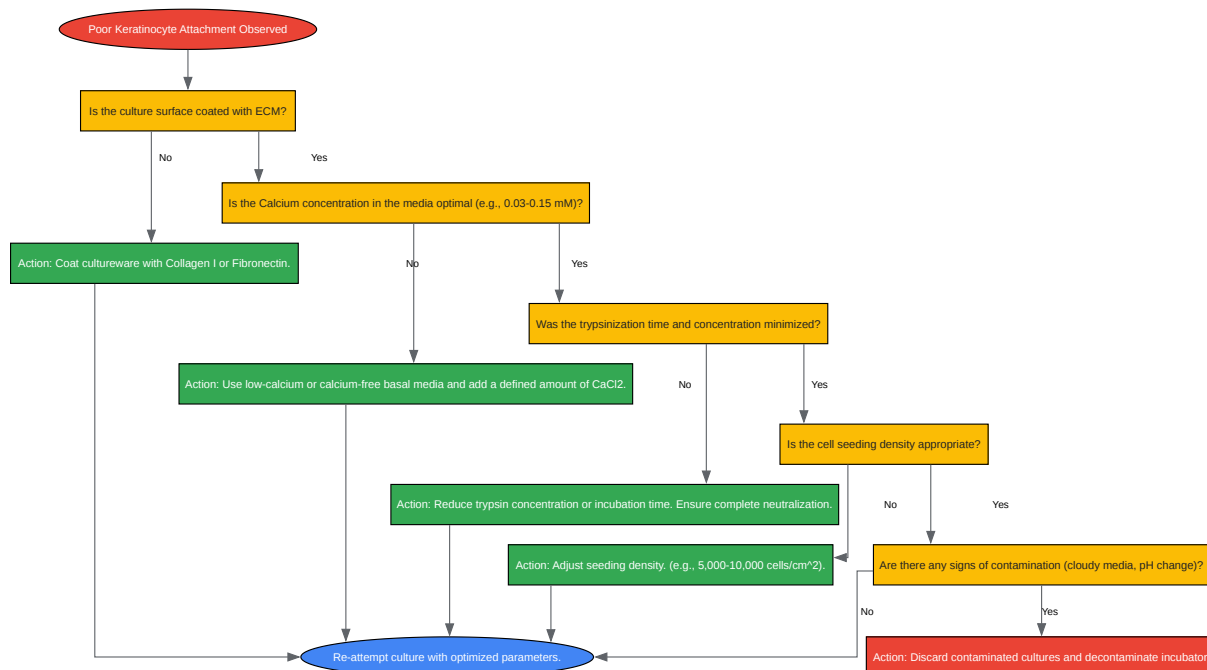 Poor Keratinocyte Attachment Observed
Is the culture surface coated with ECM?
No
Yes
Is the Calcium concentration in the media optimal (e.g., 0.03-0.15 mM)?
Action: Coat cultureware with Collagen I or Fibronectin.
No
Yes
Was the trypsinization time and concentration minimized?
Action: Use low-calcium or calcium-free basal media and add a defined amount of CaCl2.
No
Yes
Is the cell seeding density appropriate?
Action: Reduce trypsin concentration or incubation time. Ensure complete neutralization.
No
Yes
Action: Adjust seeding density. (e.g., 5,000-10,000 cells/cm^2).
Are there any signs of contamination (cloudy media, pH change)?
No
Yes
Re-attempt culture with optimized parameters.
Action: Discard contaminated cultures and decontaminate incubator